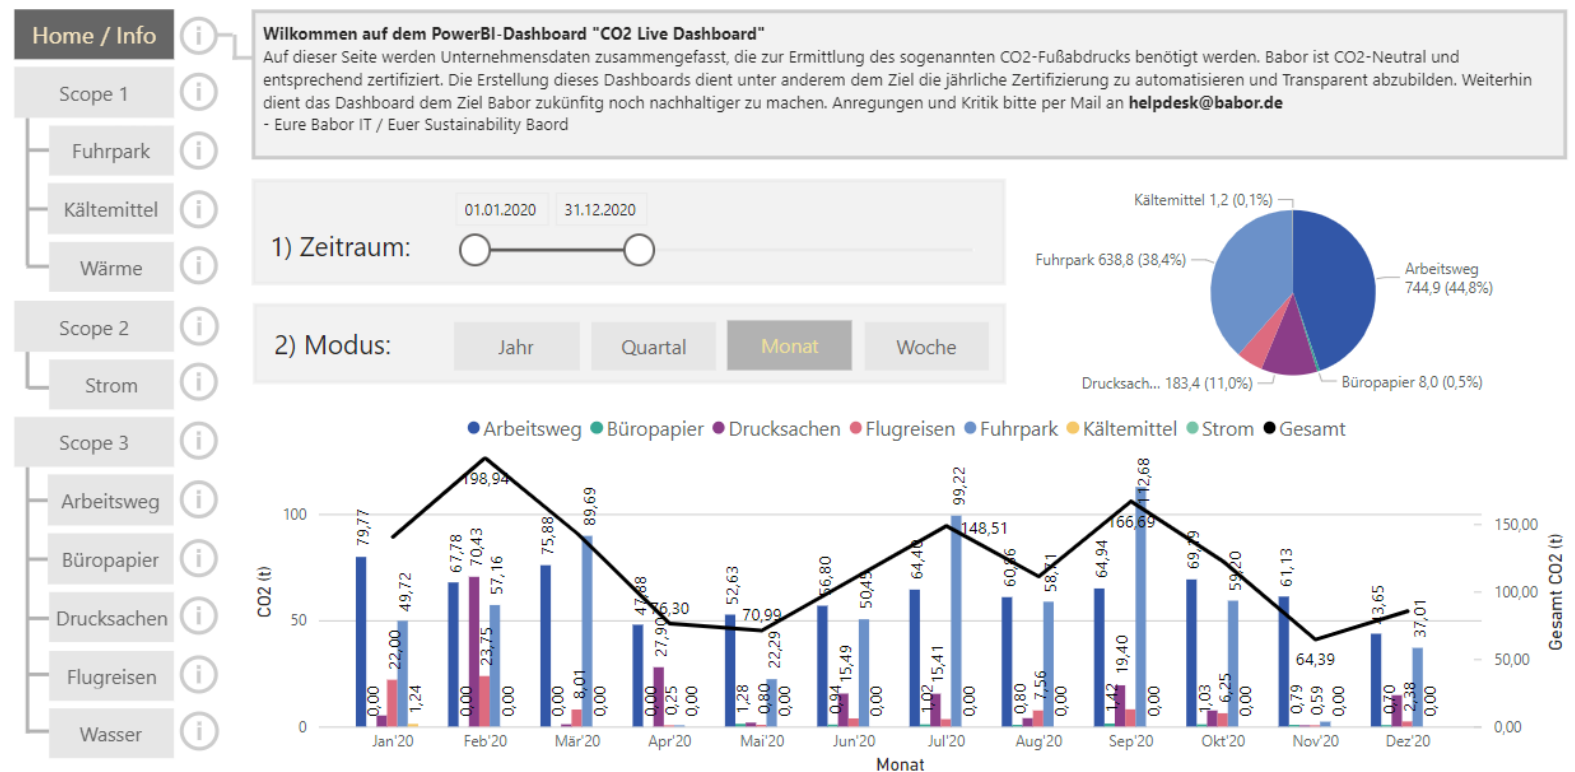 Home / Info
Wilkommen auf dem PowerBI-Dashboard "CO2 Live Dashboard"
Auf dieser Seite werden Unternehmensdaten zusammengefasst, die zur Ermittlung des sogenannten CO2-Fußabdrucks benötigt werden. Babor ist CO2-Neutral und
entsprechend zertifiziert. Die Erstellung dieses Dashboards dient unter anderem dem Ziel die jährliche Zertifizierung zu automatisieren und Transparent abzubilden. Weiterhin
dient das Dashboard dem Ziel Babor zukünfitg noch nachhaltiger zu machen. Anregungen und Kritik bitte per Mail an helpdesk@babor.de
- Eure Babor IT / Euer Sustainability Baord
Scope 1
Fuhrpark
Kältemittel
Wärme
Scope 2
Strom
Scope 3
Arbeitsweg
Büropapier
Drucksachen
Flugreisen
Wasser
1) Zeitraum:
01.01.2020 31.12.2020
2) Modus:
Jahr Quartal Monat Woche
Kältemittel 1,2 (0,1%)
Fuhrpark 638,8 (38,4%)
Arbeitsweg
744,9 (44,8%)
Drucksach... 183,4 (11,0%)
Büropapier 8,0 (0,5%)
Arbeitsweg Büropapier Drucksachen Flugreisen Fuhrpark Kältemittel Strom Gesamt
CO2 (t)
100
50
0
79,77 0,00 22,00 49,72 1,24
67,78 0,00 70,43 23,75 57,16 0,00 198,94
75,88 0,00 8,01 89,69 0,00
47,88 0,00 27,90 0,25 0,00 76,30
52,63 1,28 0,80 22,29 0,00 70,99
56,80 0,94 15,49 50,45 0,00
64,40 1,02 15,41 99,22 0,00 148,51
0,80 7,56 58,71 0,00
64,94 1,42 19,40 112,68 0,00 166,69
1,03 6,25 59,20 0,00
61,13 0,79 0,59 0,00 64,39
43,65 0,70 2,38 37,01 0,00
Jan'20 Feb'20 Mär'20 Apr'20 Mai'20 Jun'20 Jul'20 Aug'20 Sep'20 Okt'20 Nov'20 Dez'20
Monat
150,00
100,00
50,00
0,00
Gesamt CO2 (t)